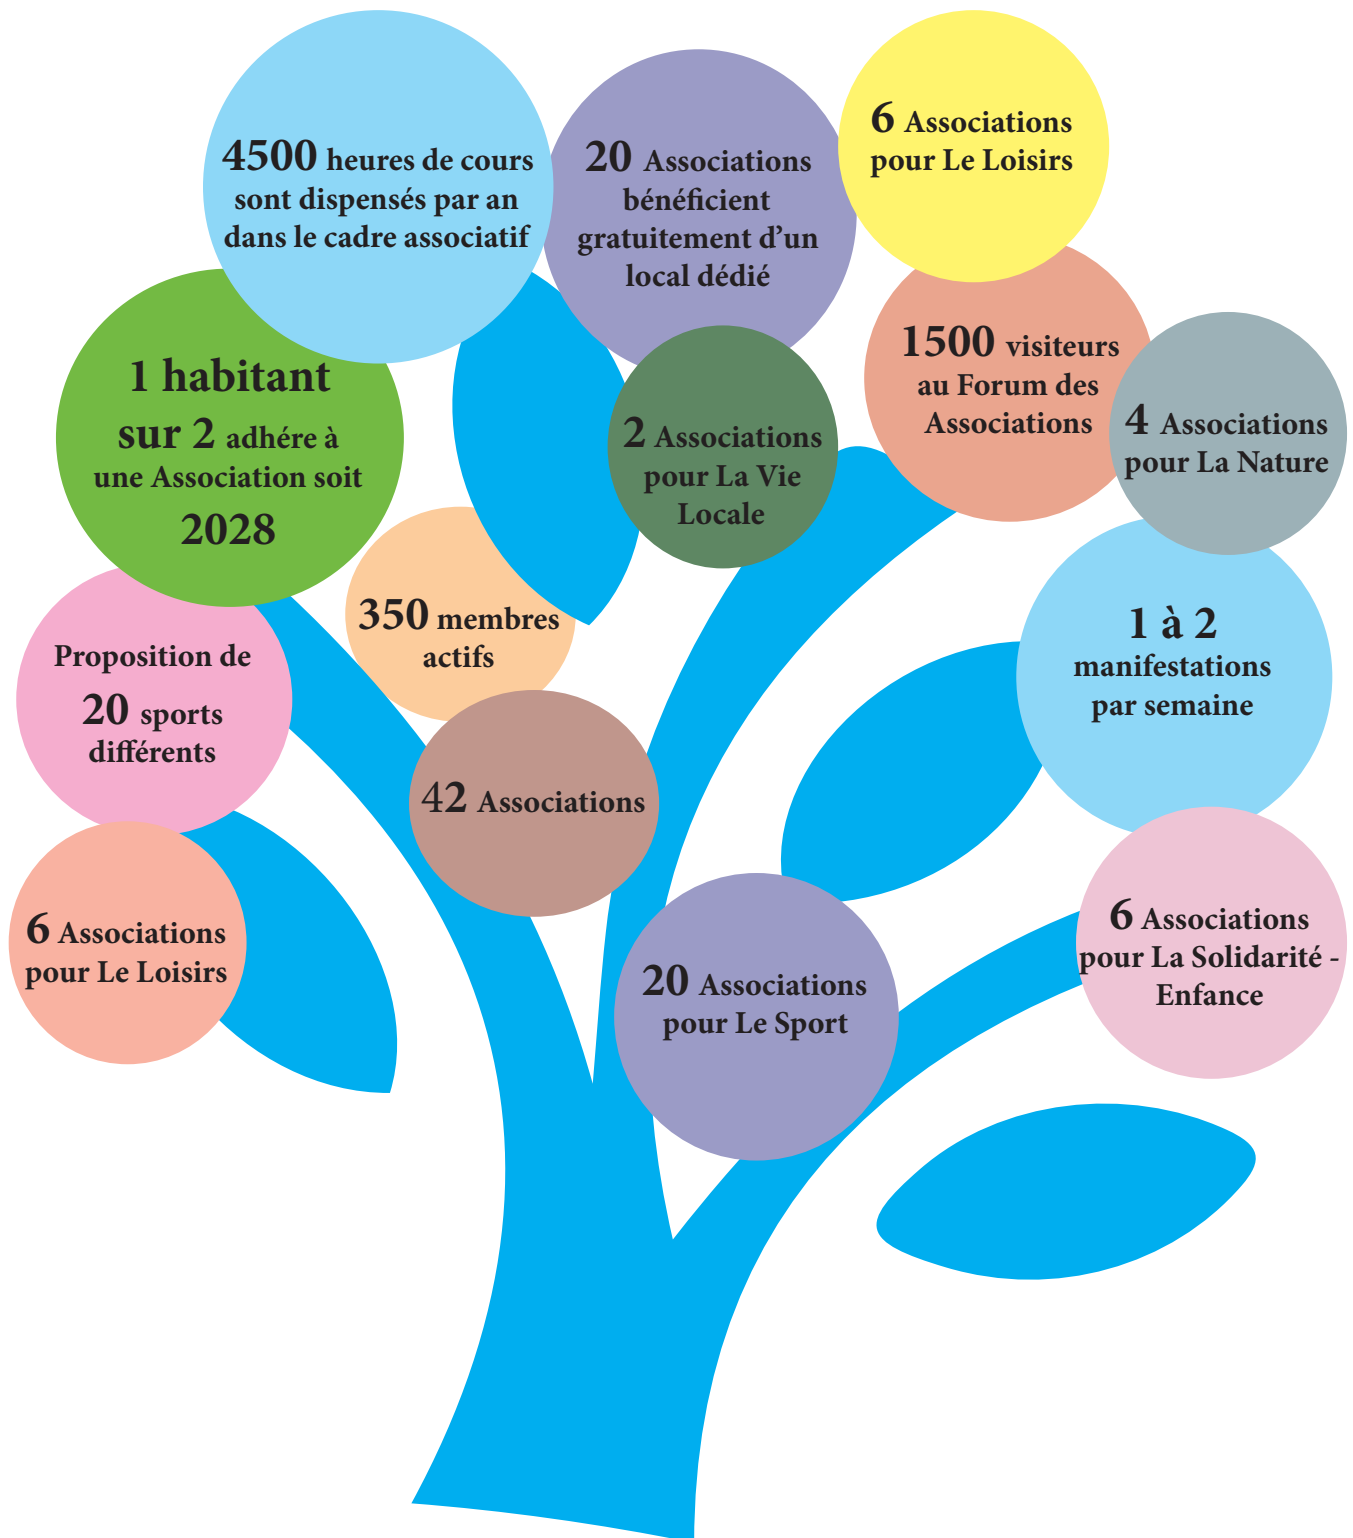 4500 heures de cours
sont dispensés par an
dans le cadre associatif
20 Associations
bénéficient
gratuitement d’un
local dédié
6 Associations
pour Le Loisirs
1 habitant
sur 2 adhére à
une Association soit
2028
2 Associations
pour La Vie
Locale
1500 visiteurs
au Forum des
Associations
4 Associations
pour La Nature
350 membres
actifs
Proposition de
20 sports
différents
1 à 2
manifestations
par semaine
42 Associations
6 Associations
pour Le Loisirs
20 Associations
pour Le Sport
6 Associations
pour La Solidarité -
Enfance